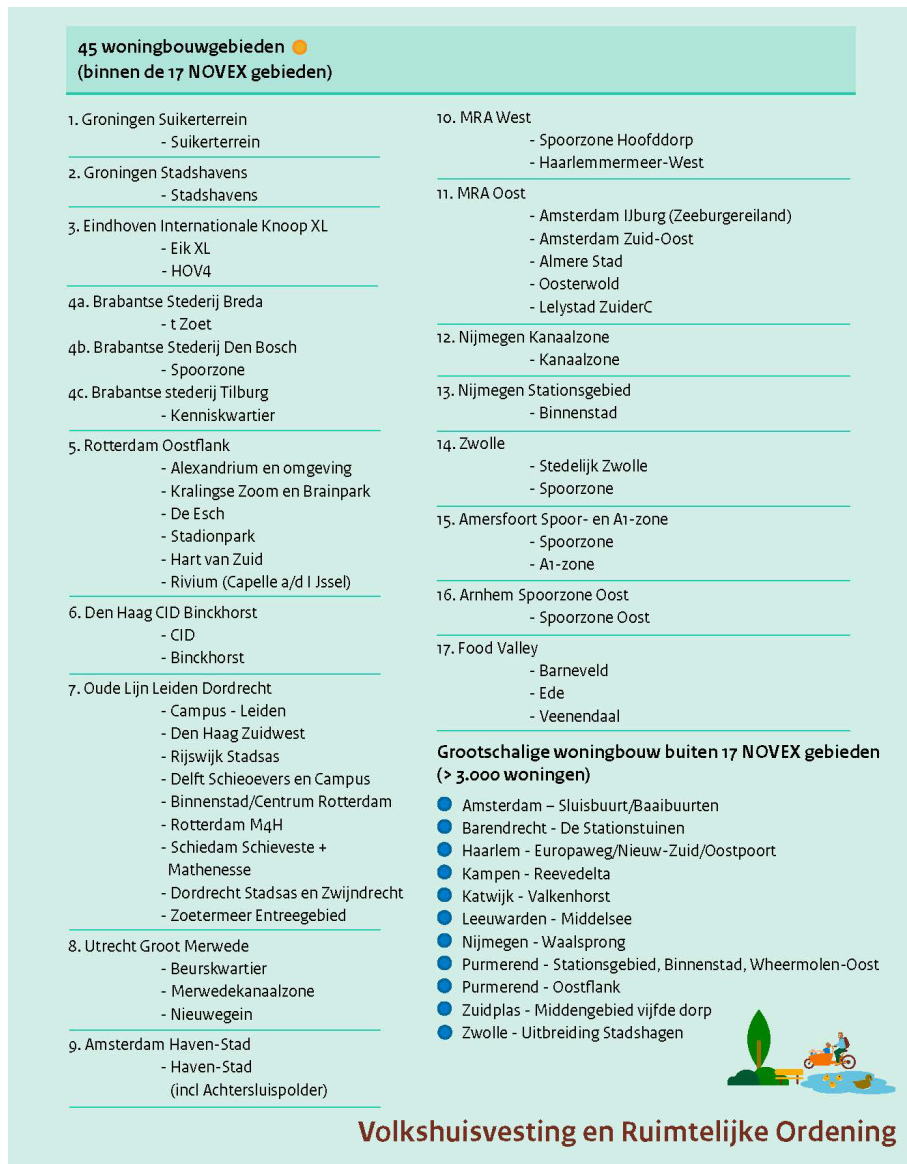 45 woningbouwgebieden
(binnen de 17 NOVEX gebieden)
1. Groningen Suikerterrein
- Suikerterrein
2. Groningen Stadshavens
- Stadshavens
3. Eindhoven Internationale Knoop XL
- Eik XL
- HOV4
4a. Brabantse Stederij Breda
- t Zoet
4b. Brabantse Stederij Den Bosch
- Spoorzone
4c. Brabantse stederij Tilburg
- Kenniskwartier
5. Rotterdam Oostflank
- Alexandrium en omgeving
- Kralingse Zoom en Brainpark
- De Esch
- Stadionpark
- Hart van Zuid
- Rivium (Capelle a/d I Jssel)
6. Den Haag CID Binckhorst
- CID
- Binckhorst
7. Oude Lijn Leiden Dordrecht
- Campus - Leiden
- Den Haag Zuidwest
- Rijswijk Stadsas
- Delft Schieoevers en Campus
- Binnenstad/Centrum Rotterdam
- Rotterdam M4H
- Schiedam Schieveste +
Mathenesse
- Dordrecht Stadsas en Zwijndrecht
- Zoetermeer Entreegebied
8. Utrecht Groot Merwede
- Beurskwartier
- Merwedekanaalzone
- Nieuwegein
9. Amsterdam Haven-Stad
- Haven-Stad
(incl Achtersluispolder)
10. MRA West
- Spoorzone Hoofddorp
- Haarlemmermeer-West
11. MRA Oost
- Amsterdam IJburg (Zeeburgereiland)
- Amsterdam Zuid-Oost
- Almere Stad
- Oosterwold
- Lelystad ZuiderC
12. Nijmegen Kanaalzone
- Kanaalzone
13. Nijmegen Stationsgebied
- Binnenstad
14. Zwolle
- Stedelijk Zwolle
- Spoorzone
15. Amersfoort Spoor- en A1-zone
- Spoorzone
- A1-zone
16. Arnhem Spoorzone Oost
- Spoorzone Oost
17. Food Valley
- Barneveld
- Ede
- Veenendaal
Grootschalige woningbouw buiten 17 NOVEX gebieden
(> 3.000 woningen)
Amsterdam – Sluisbuurt/Baaibuurten
Barendrecht - De Stationstuinen
Haarlem - Europaweg/Nieuw-Zuid/Oostpoort
Kampen - Reevedelta
Katwijk - Valkenhorst
Leeuwarden - Middelsee
Nijmegen - Waalsprong
Purmerend - Stationsgebied, Binnenstad, Wheermolen-Oost
Purmerend - Oostflank
Zuidplas - Middengebied vijfde dorp
Zwolle - Uitbreiding Stadshagen
Volkshuisvesting en Ruimtelijke Ordening